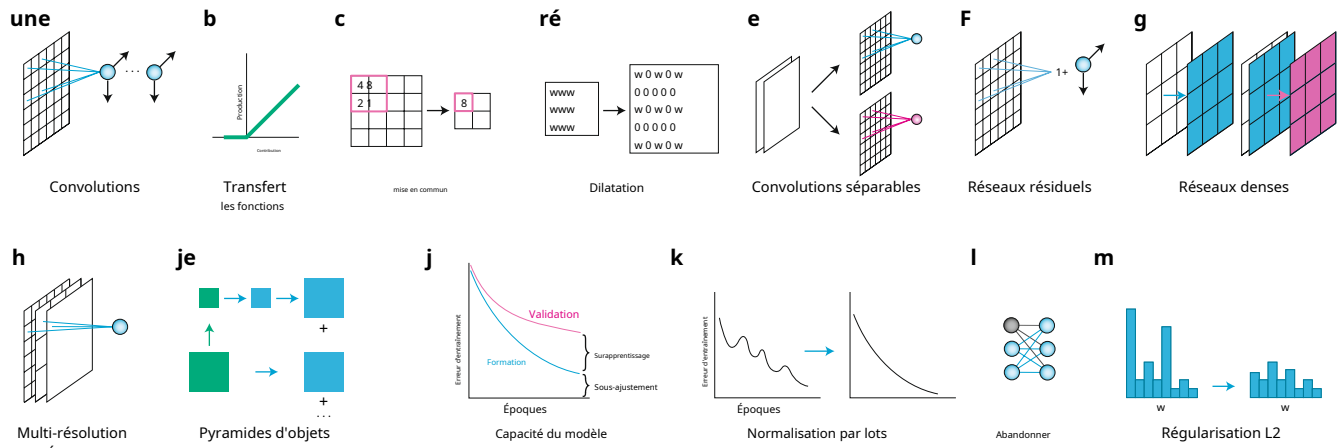 une
b
c
ré
e
F
g
Production
Contribution
4 8
2 1
8
www
www
www
w 0 w 0 w
0 0 0 0 0
w 0 w 0 w
0 0 0 0 0
w 0 w 0 w
...
1+
Convolutions
Transfert
les fonctions
mise en commun
Dilatation
Convolutions séparables
Réseaux résiduels
Réseaux denses
h
je
j
k
l
m
+
+
...
Erreur d'entraînement
Validation
Formation
Surapprentissage
Sous-ajustement
Époques
Erreur d'entraînement
Époques
w
w
Multi-résolution
Pyramides d'objets
Capacité du modèle
Normalisation par lots
Abandonner
Régularisation L2